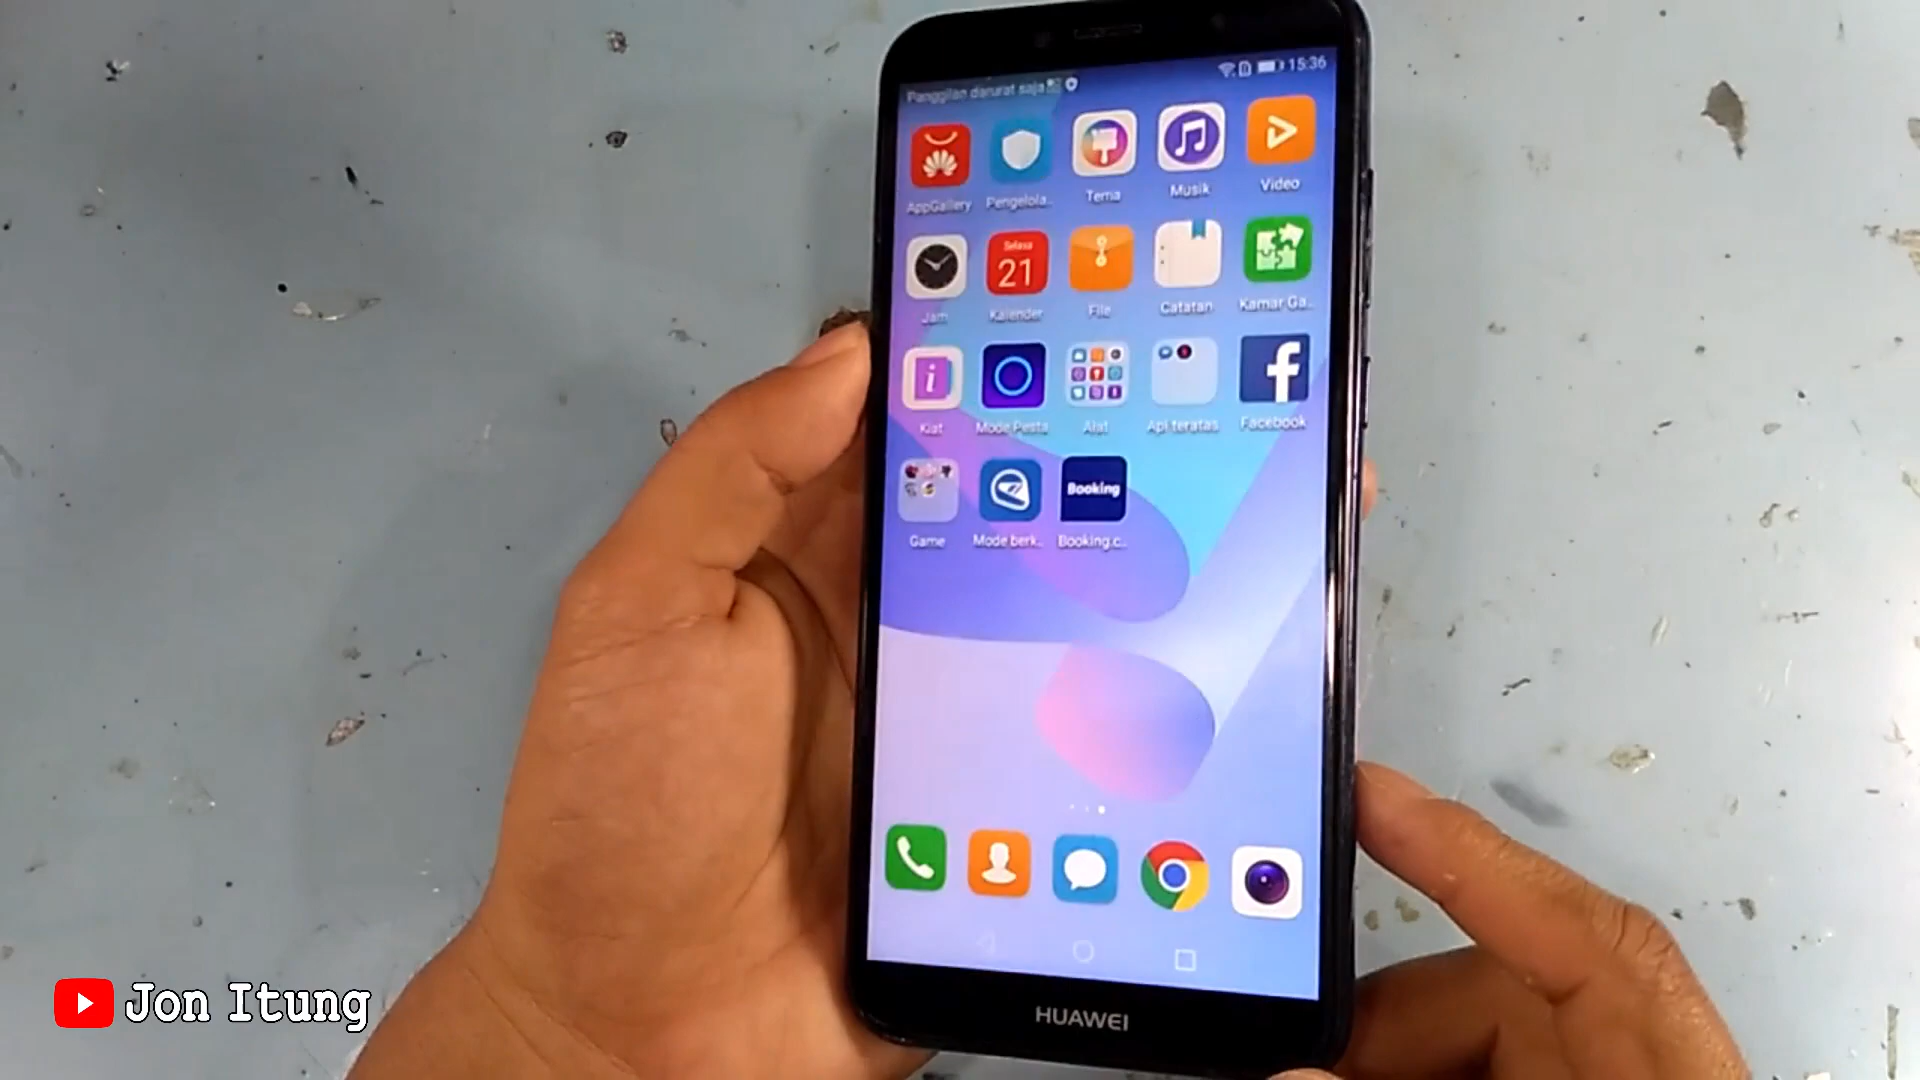 Panggilan darurat saja
15:36
AppGallery
Pengelola..
Tema
Musik
Video
Selasa
21
Jam
Kalender
File
Catatan
Kamar Ga..
i
Kiat
Mode Pesta
Alat
Apl teratas
f
Facebook
Booking
Game
Mode berk..
Booking.c..
HUAWEI
Jon Itung